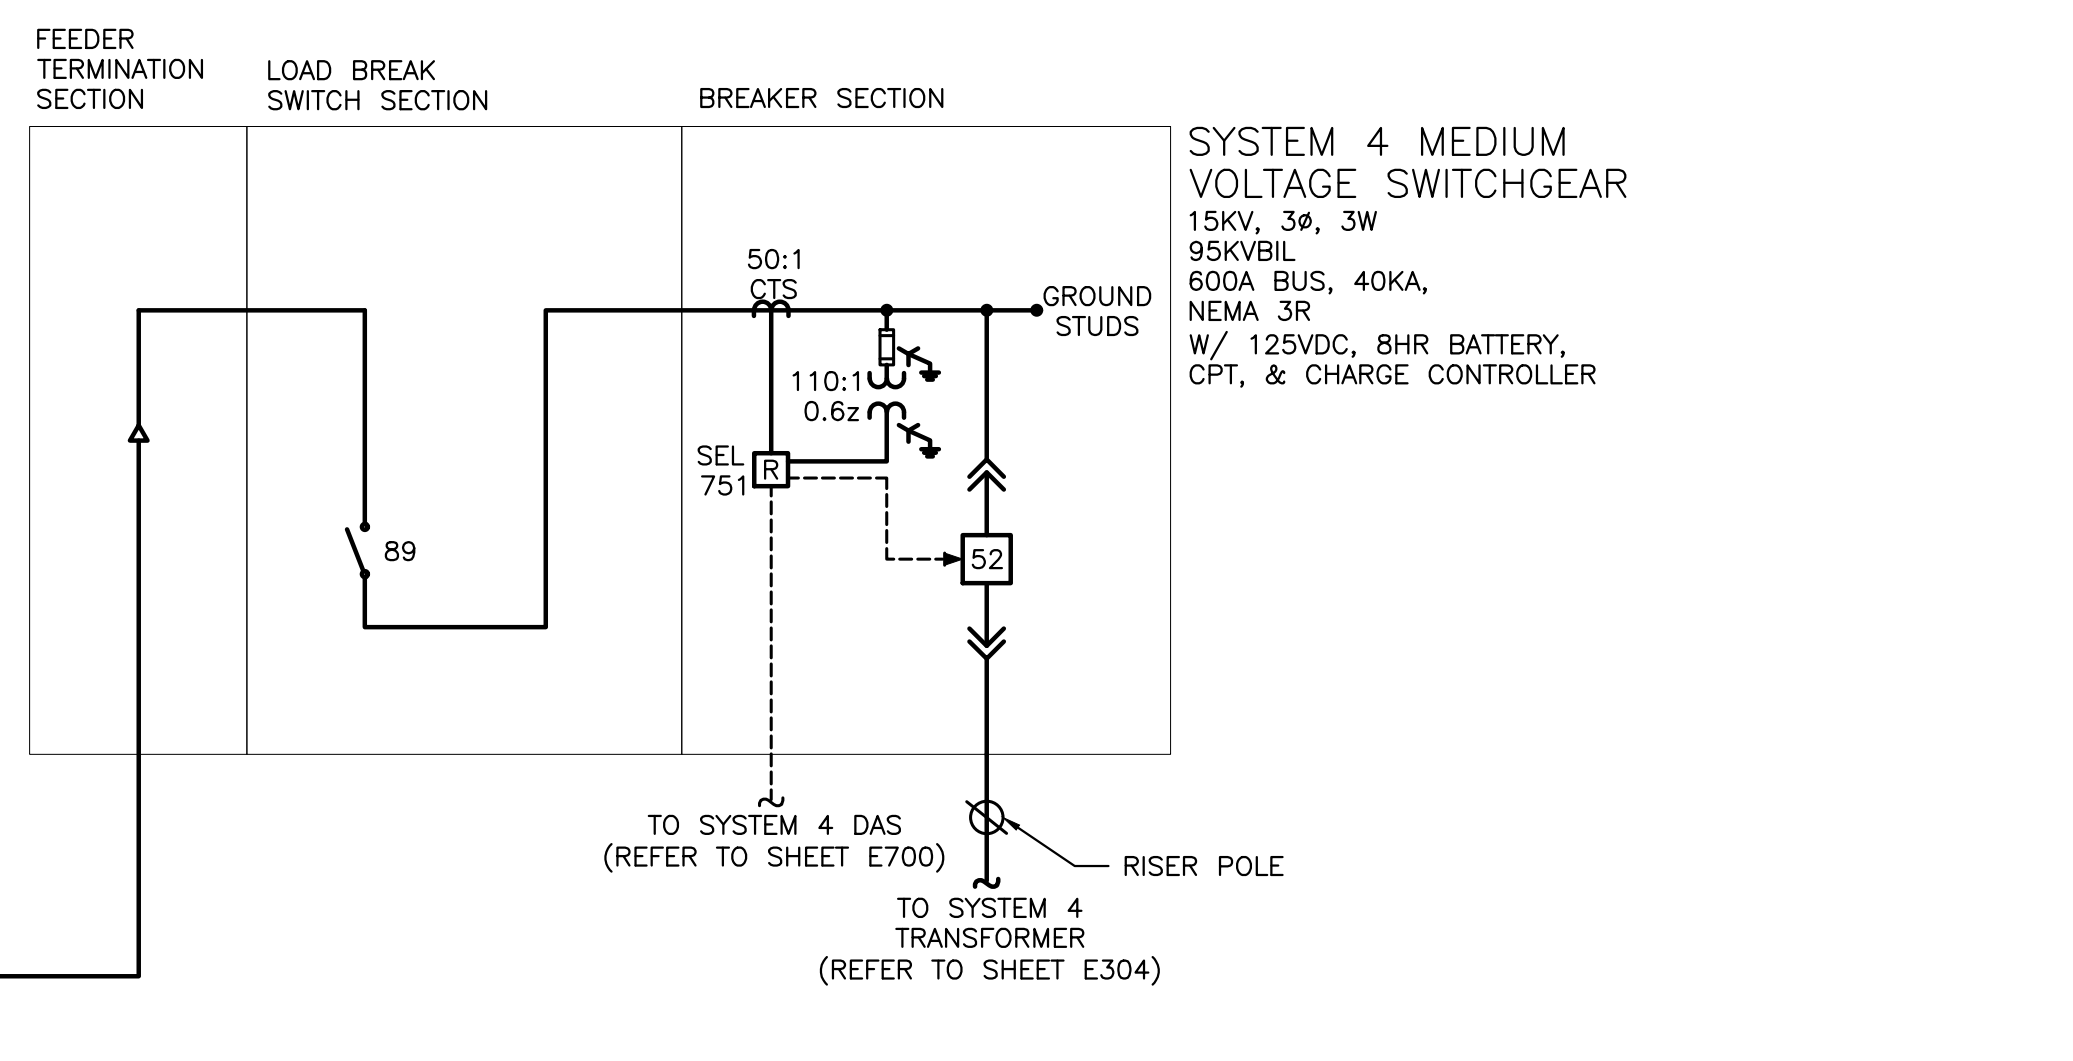 FEEDER
TERMINATION
SECTION
LOAD BREAK
SWITCH SECTION
BREAKER SECTION
SYSTEM 4 MEDIUM
VOLTAGE SWITCHGEAR
15KV, 3ø, 3W
95KVBIL
600A BUS, 40KA,
NEMA 3R
W/ 125VDC, 8HR BATTERY,
CPT, & CHARGE CONTROLLER
50:1
CTS
GROUND
STUDS
110:1
0.6z
SEL
751
R
89
52
TO SYSTEM 4 DAS
(REFER TO SHEET E700)
RISER POLE
TO SYSTEM 4
TRANSFORMER
(REFER TO SHEET E304)